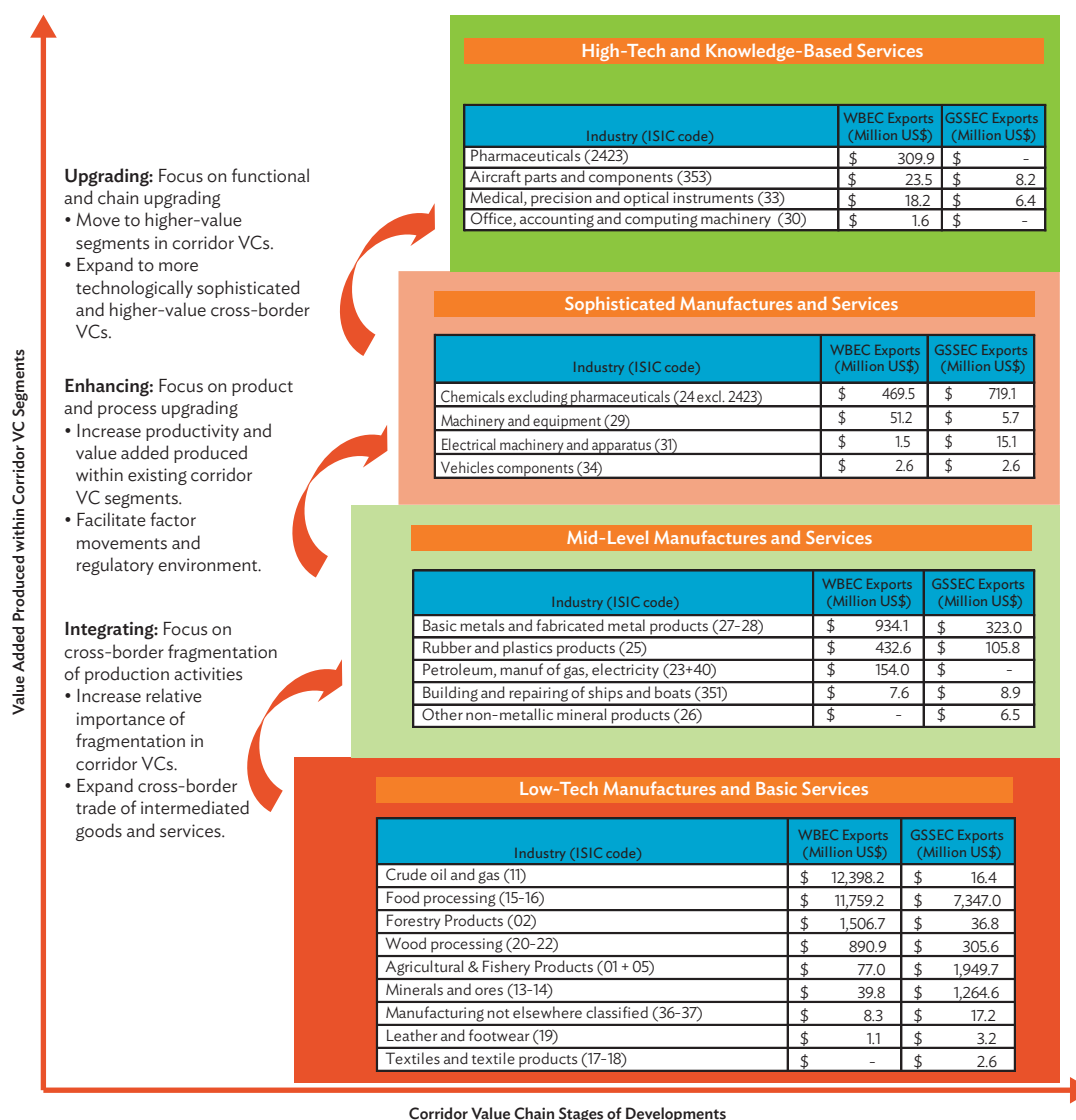 High-Tech and Knowledge-Based Services
Industry (ISIC code) WBEC Exports (Million US$) GSSEC Exports (Million US$)
Pharmaceuticals (2423) $ 309.9 $ -
Aircraft parts and components (353) $ 23.5 $ 8.2
Medical, precision and optical instruments (33) $ 18.2 $ 6.4
Office, accounting and computing machinery (30) $ 1.6 $ -
Upgrading: Focus on functional
and chain upgrading
• Move to higher-value
segments in corridor VCs.
• Expand to more
technologically sophisticated
and higher-value cross-border
VCs.
Sophisticated Manufactures and Services
Industry (ISIC code) WBEC Exports (Million US$) GSSEC Exports (Million US$)
Chemicals excluding pharmaceuticals (24 excl. 2423) $ 469.5 $ 719.1
Machinery and equipment (29) $ 51.2 $ 5.7
Electrical machinery and apparatus (31) $ 1.5 $ 15.1
Vehicles components (34) $ 2.6 $ 2.6
Enhancing: Focus on product
and process upgrading
• Increase productivity and
value added produced
within existing corridor
VC segments.
• Facilitate factor
movements and
regulatory environment.
Mid-Level Manufactures and Services
Industry (ISIC code) WBEC Exports (Million US$) GSSEC Exports (Million US$)
Basic metals and fabricated metal products (27-28) $ 934.1 $ 323.0
Rubber and plastics products (25) $ 432.6 $ 105.8
Petroleum, manuf of gas, electricity (23+40) $ 154.0 $ -
Building and repairing of ships and boats (351) $ 7.6 $ 8.9
Other non-metallic mineral products (26) $ - $ 6.5
Integrating: Focus on
cross-border fragmentation
of production activities
• Increase relative
importance of
fragmentation in
corridor VCs.
• Expand cross-border
trade of intermediated
goods and services.
Low-Tech Manufactures and Basic Services
Industry (ISIC code) WBEC Exports (Million US$) GSSEC Exports (Million US$)
Crude oil and gas (11) $ 12,398.2 $ 16.4
Food processing (15-16) $ 11,759.2 $ 7,347.0
Forestry Products (02) $ 1,506.7 $ 36.8
Wood processing (20-22) $ 890.9 $ 305.6
Agricultural & Fishery Products (01 + 05) $ 77.0 $ 1,949.7
Minerals and ores (13-14) $ 39.8 $ 1,264.6
Manufacturing not elsewhere classified (36-37) $ 8.3 $ 17.2
Leather and footwear (19) $ 1.1 $ 3.2
Textiles and textile products (17-18) $ - $ 2.6
Value Added Produced within Corridor VC Segments
Corridor Value Chain Stages of Developments